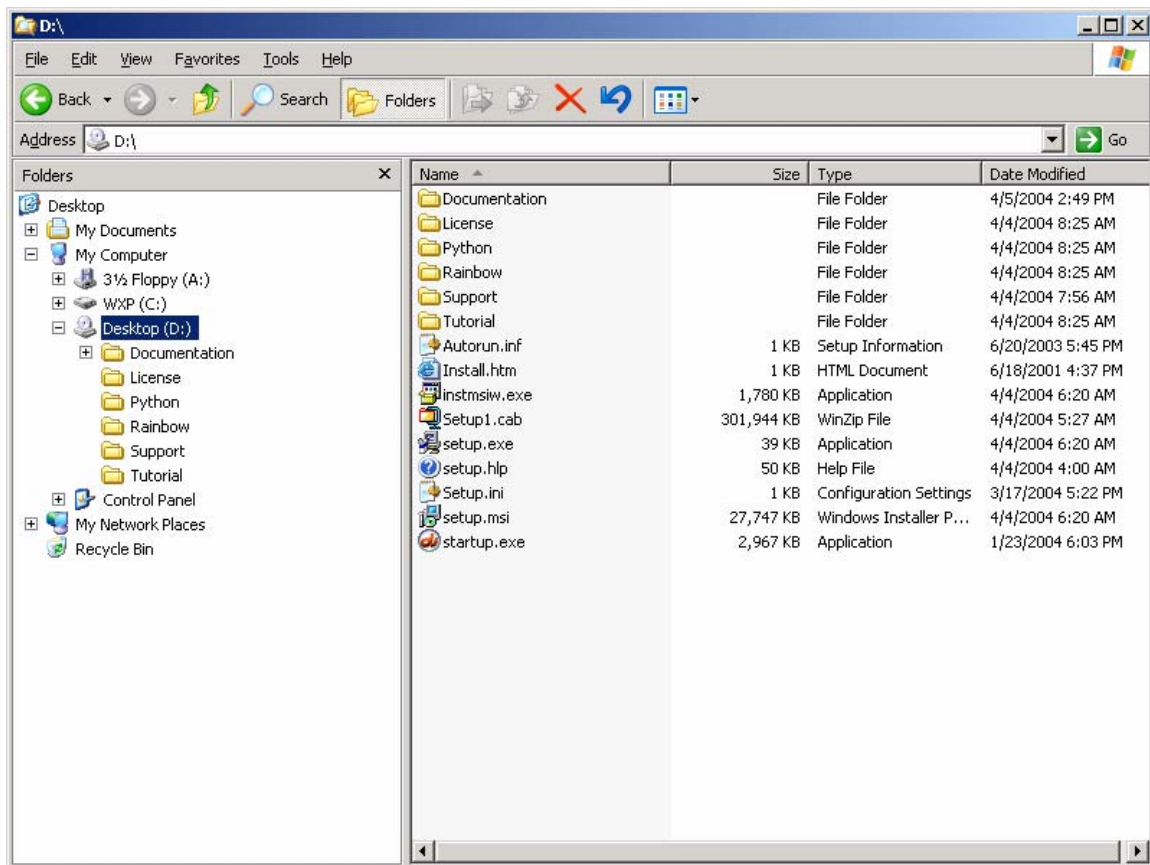 D:\
File Edit View Favorites Tools Help
Back Search Folders
Address D:\ Go
Folders
Desktop
My Documents
My Computer
3½ Floppy (A:)
WXP (C:)
Desktop (D:)
Documentation
License
Python
Rainbow
Support
Tutorial
Control Panel
My Network Places
Recycle Bin
Name Size Type Date Modified
Documentation File Folder 4/5/2004 2:49 PM
License File Folder 4/4/2004 8:25 AM
Python File Folder 4/4/2004 8:25 AM
Rainbow File Folder 4/4/2004 8:25 AM
Support File Folder 4/4/2004 7:56 AM
Tutorial File Folder 4/4/2004 8:25 AM
Autorun.inf 1 KB Setup Information 6/20/2003 5:45 PM
Install.htm 1 KB HTML Document 6/18/2001 4:37 PM
instmsiw.exe 1,780 KB Application 4/4/2004 6:20 AM
Setup1.cab 301,944 KB WinZip File 4/4/2004 5:27 AM
setup.exe 39 KB Application 4/4/2004 6:20 AM
setup.hlp 50 KB Help File 4/4/2004 4:00 AM
Setup.ini 1 KB Configuration Settings 3/17/2004 5:22 PM
setup.msi 27,747 KB Windows Installer P... 4/4/2004 6:20 AM
startup.exe 2,967 KB Application 1/23/2004 6:03 PM